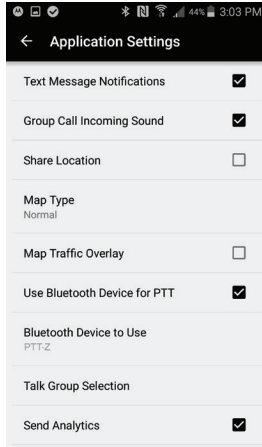 44% 3:03 PM
Application Settings
Text Message Notifications
Group Call Incoming Sound
Share Location
Map Type
Normal
Map Traffic Overlay
Use Bluetooth Device for PTT
Bluetooth Device to Use
PTT-Z
Talk Group Selection
Send Analytics